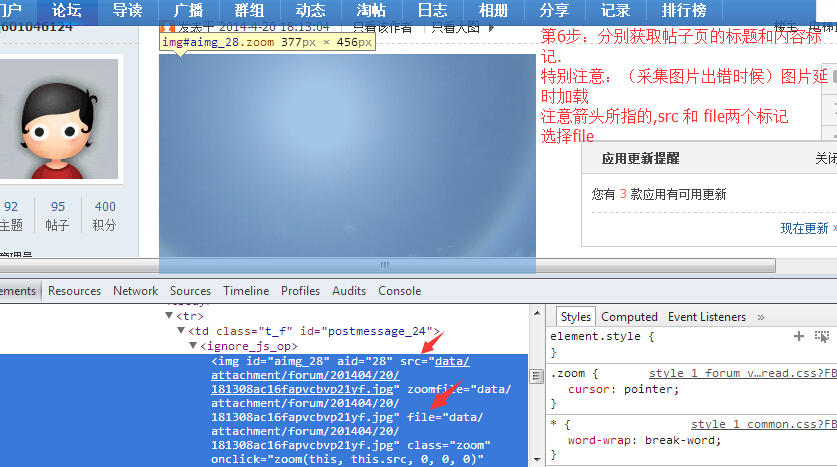 门户 论坛 导读 广播 群组 动态 淘帖 日志 相册 分享 记录 排行榜
601046124
发表于 2014-4-20 18:13:04 只看该作者 只看大图
img#aimg_28.zoom 377px × 456px
第6步：分别获取帖子页的标题和内容标
记.
特别注意：（采集图片出错时候）图片延
时加载
注意箭头所指的,src 和 file两个标记
选择file
应用更新提醒 关闭
您有 3 款应用有可用更新
现在更新 »
92 95 400
主题 帖子 积分
管理员
Elements Resources Network Sources Timeline Profiles Audits Console
<tr>
<td class="t_f" id="postmessage_24">
<ignore_js_op>
<img id="aimg_28" aid="28" src="data/
attachment/forum/201404/20/
181308ac16fapvcbvp21yf.jpg" zoomfile="data/
attachment/forum/201404/20/
181308ac16fapvcbvp21yf.jpg"
file="data/
attachment/forum/201404/20/
181308ac16fapvcbvp21yf.jpg" class="zoom"
onclick="zoom(this, this.src, 0, 0, 0)"
Styles Computed Event Listeners »
element.style {
}
.zoom { style 1 forum v…read.css?FB
cursor: pointer;
}
* { style 1 common.css?FB
word-wrap: break-word;
}